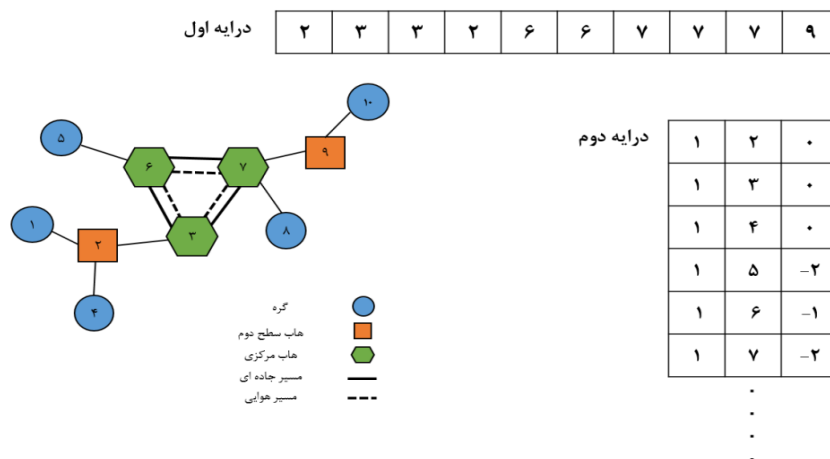 درایه اول
۲ ۳ ۳ ۲ ۶ ۶ ۷ ۷ ۷ ۹
درایه دوم
۱ ۲ ۰
۱ ۳ ۰
۱ ۴ ۰
۱ ۵ -۲
۱ ۶ -۱
۱ ۷ -۲
۱۰
۵
۹
۶
۷
۱
۲
۳
۸
۴
گره
هاب سطح دوم
هاب مرکزی
مسیر جاده ای
مسیر هوایی